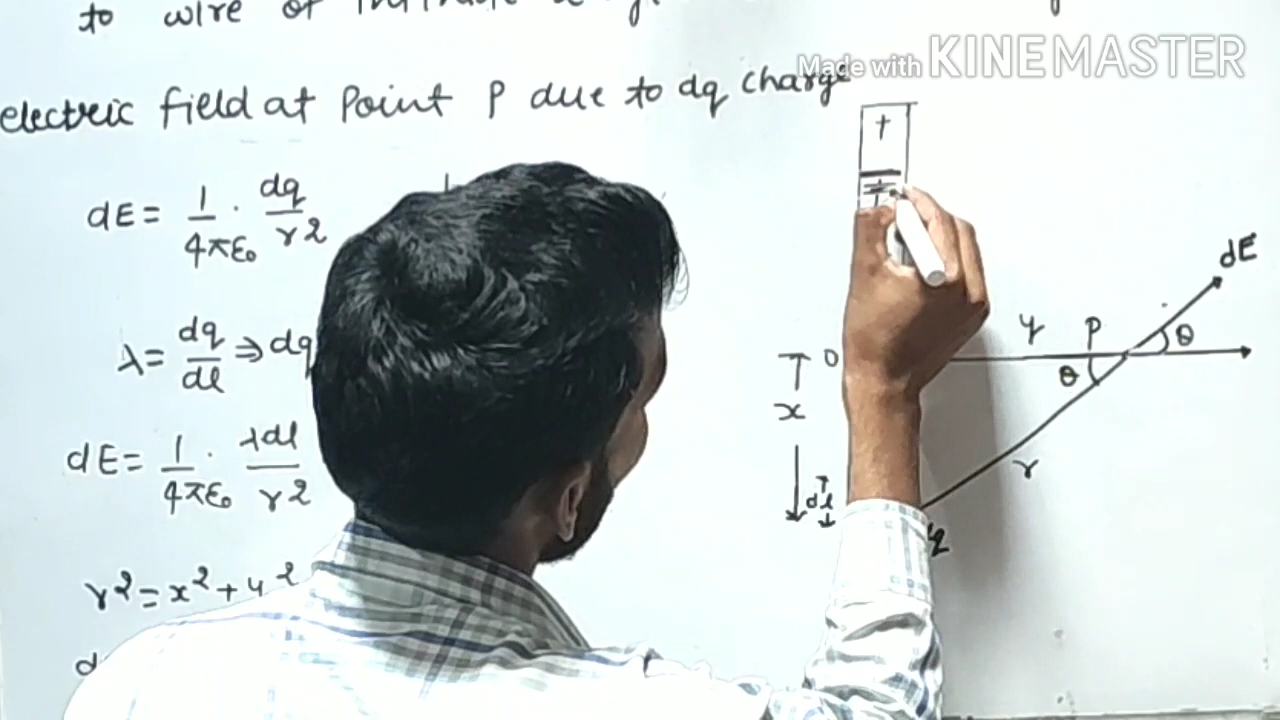 to wire of
Made with KINEMASTER
electric field at Point P due to dq charge
+
dE = 1/4πε₀ . dq/r2
dE
λ = dq/dl ⇒ dq
y P θ
0
θ
x
dE = 1/4πε₀ . λdl/r2
r
dl
r2 = x2 + y2
d